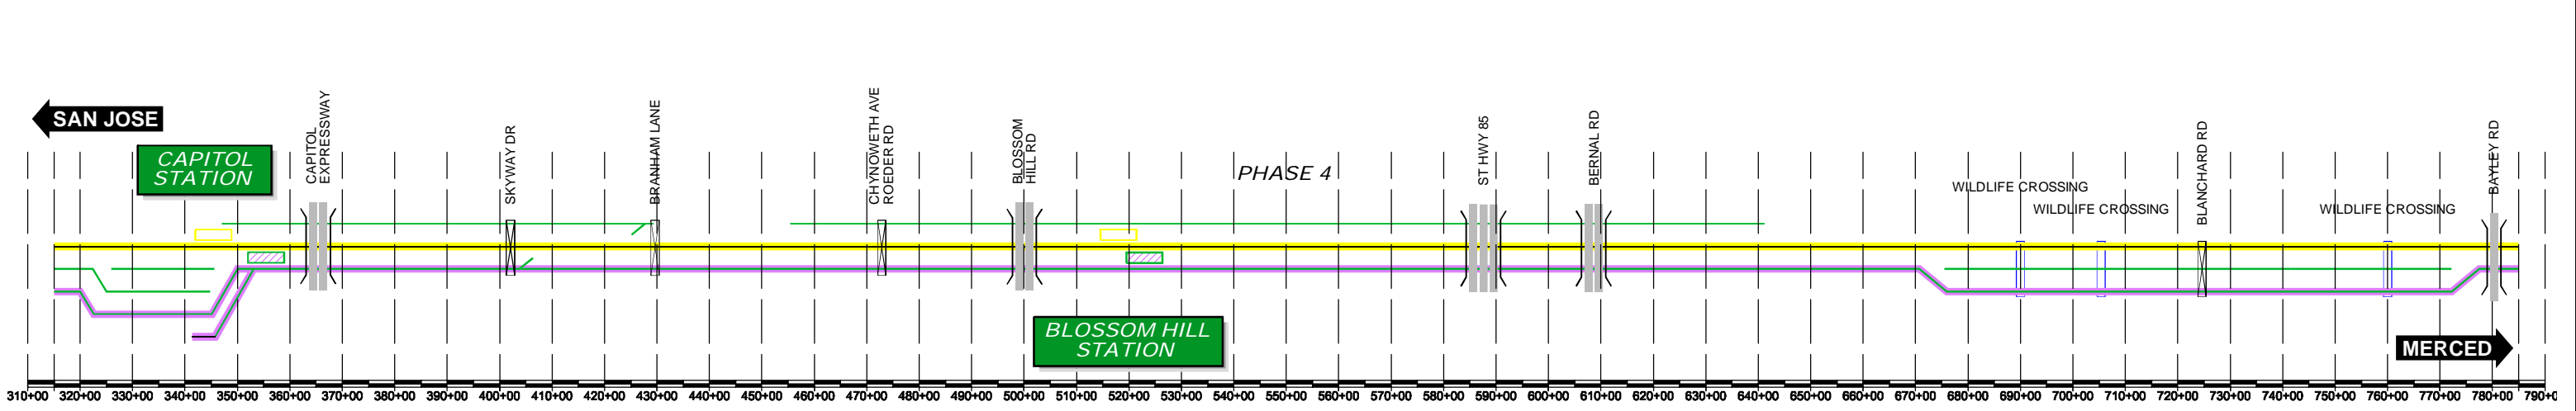 SAN JOSE
CAPITOL
STATION
CAPITOL
EXPRESSWAY
SKYWAY DR
BRANHAM LANE
CHYNOWETH AVE
ROEDER RD
BLOSSOM
HILL RD
PHASE 4
ST HWY 85
BERNAL RD
WILDLIFE CROSSING
WILDLIFE CROSSING
BLANCHARD RD
WILDLIFE CROSSING
BAYLEY RD
BLOSSOM HILL
STATION
MERCED
310+00 320+00 330+00 340+00 350+00 360+00 370+00 380+00 390+00 400+00 410+00 420+00 430+00 440+00 450+00 460+00 470+00 480+00 490+00 500+00 510+00 520+00 530+00 540+00 550+00 560+00 570+00 580+00 590+00 600+00 610+00 620+00 630+00 640+00 650+00 660+00 670+00 680+00 690+00 700+00 710+00 720+00 730+00 740+00 750+00 760+00 770+00 780+00 790+0